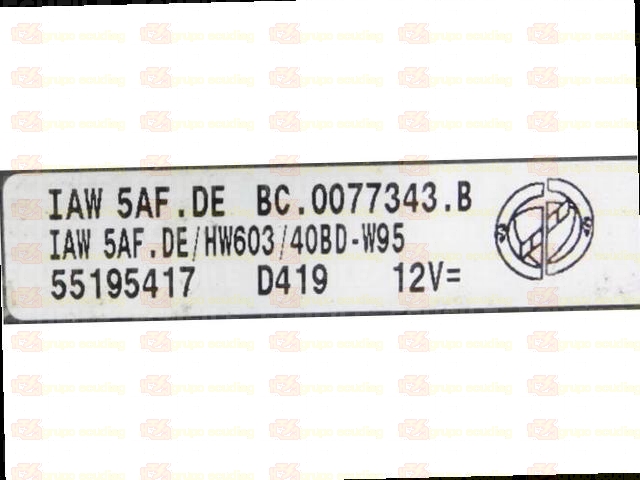 IAW 5AF.DE BC.0077343.B
IAW 5AF.DE/HW603/40BD-W95
55195417 D419 12V=